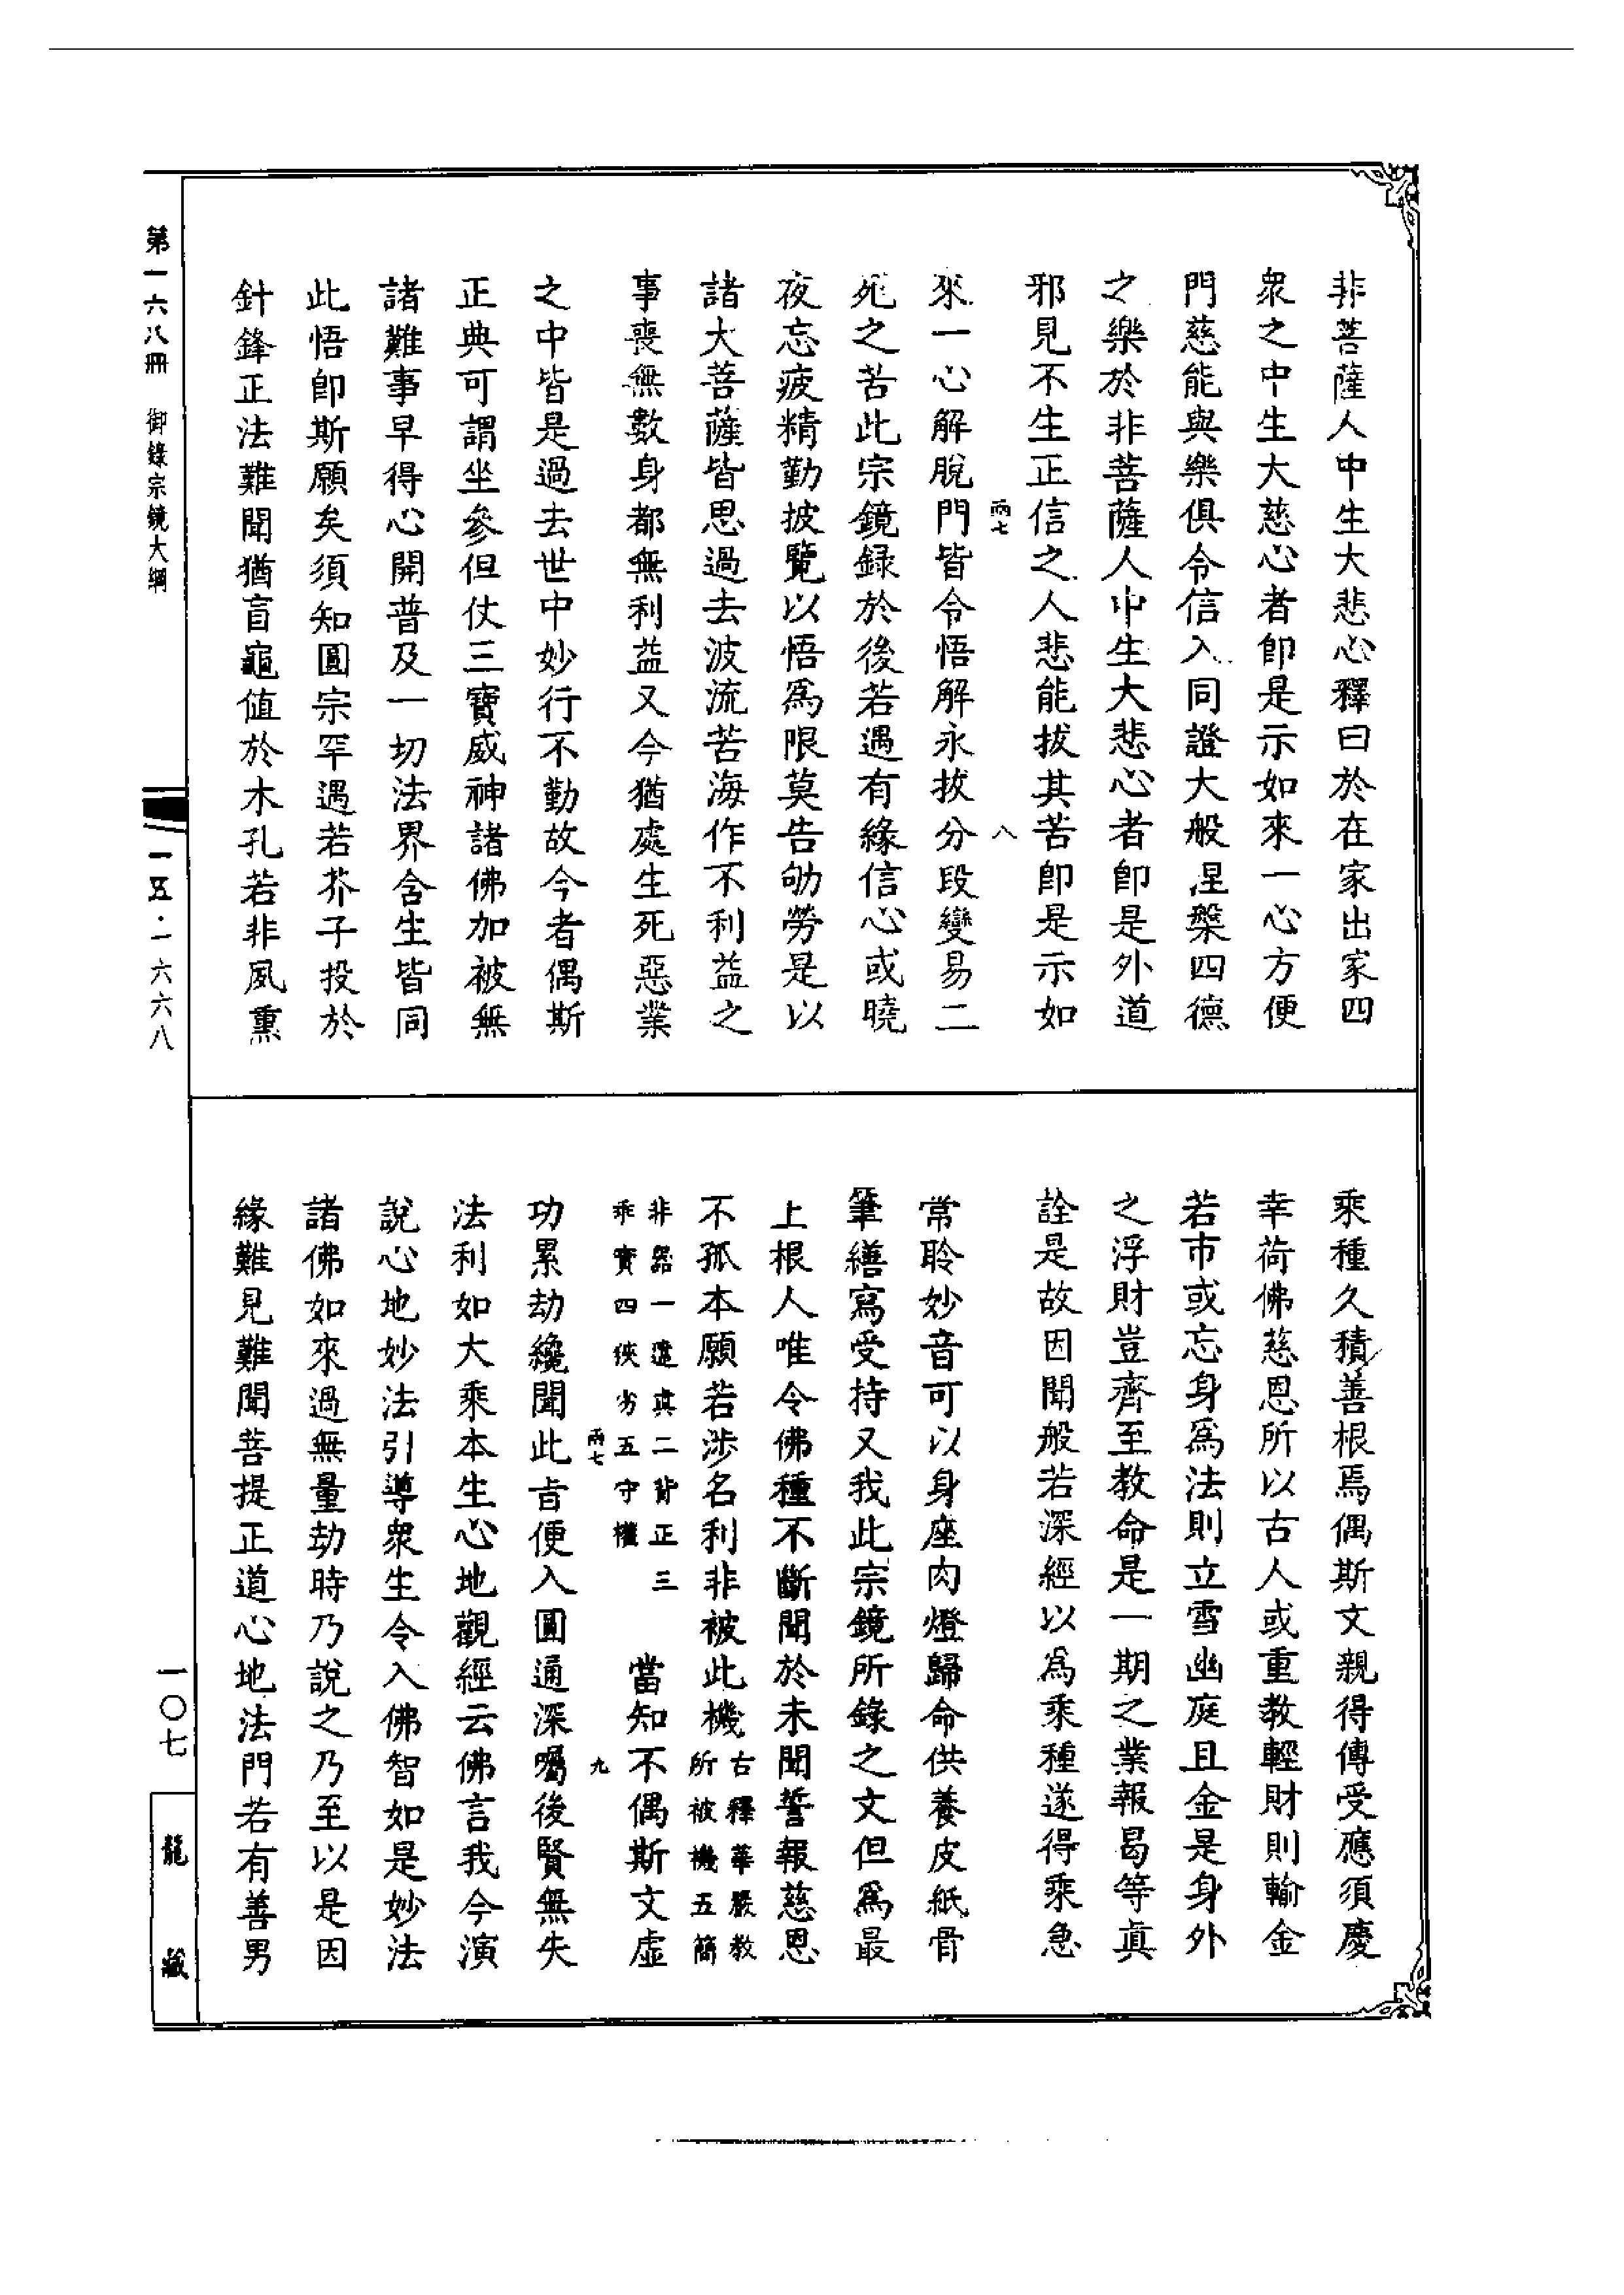 非菩薩人中生大悲心釋曰於在家出家四
衆之中生大慈心者卽是示如來一心方便
門慈能與樂俱令信入同證大般涅槃四德
之樂於非菩薩人中生大悲心者卽是外道
邪見不生正信之人悲能拔其苦卽是示如
雨七
八
來一心解脫門皆令悟解永拔分段變易二
死之苦此宗鏡録於後若遇有緣信心或曉
夜忘疲精勤披覽以悟爲限莫告劬勞是以
諸大菩薩皆思過去波流苦海作不利益之
事喪無數身都無利益又今猶處生死惡業
之中皆是過去世中妙行不勤故今者偶斯
正典可謂坐參但仗三寶威神諸佛加被無
諸難事早得心開普及一切法界含生皆同
此悟卽斯願矣須知圓宗罕遇若芥子投於
針鋒正法難聞猶盲龜值於木孔若非夙熏
乘種久積善根焉偶斯文親得傳受應須慶
幸荷佛慈恩所以古人或重教輕財則輸金
若市或忘身爲法則立雪幽庭且金是身外
之浮財豈齊至教命是一期之業報曷等眞
詮是故因聞般若深經以爲乘種遂得乘急
常聆妙音可以身座肉燈歸命供養皮紙骨
筆繕寫受持又我此宗鏡所錄之文但爲最
上根人唯令佛種不斷聞於未聞誓報慈恩
不孤本願若涉名利非被此機
右釋華嚴教
所被機五簡
非器一違眞二背正三
乖實四狹劣五守權
當知不偶斯文虛
雨七
九
功累劫纔聞此旨便入圓通深囑後賢無失
法利如大乘本生心地觀經云佛言我今演
說心地妙法引導衆生令入佛智如是妙法
諸佛如來過無量劫時乃說之乃至以是因
緣難見難聞菩提正道心地法門若有善男
第一六八冊
御錄宗鏡大綱
一五·一六六八
一〇七
龍藏